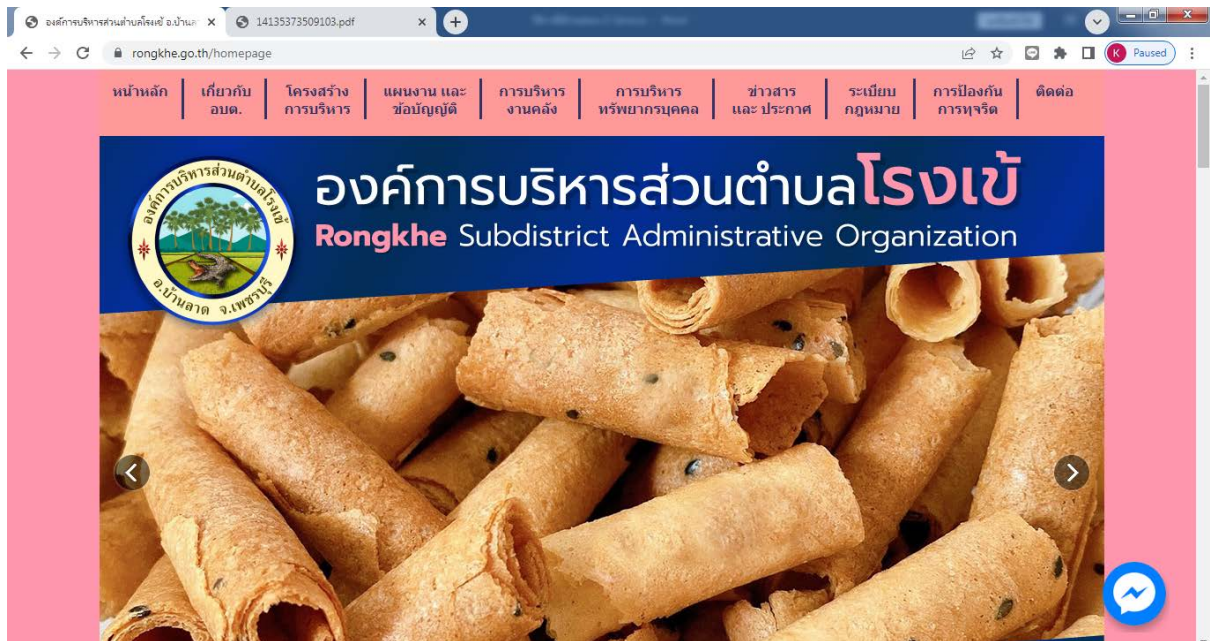 องค์การบริหารส่วนตำบลโรงเข้ อ.บ้านล
14135373509103.pdf
rongkhe.go.th/homepage
K Paused
หน้าหลัก
เกี่ยวกับ
อบต.
โครงสร้าง
การบริหาร
แผนงาน และ
ข้อบัญญัติ
การบริหาร
งานคลัง
การบริหาร
ทรัพยากรบุคคล
ข่าวสาร
และ ประกาศ
ระเบียบ
กฎหมาย
การป้องกัน
การทุจริต
ติดต่อ
องค์การบริหารส่วนตำบลโรงเข้
อ.บ้านลาด จ.เพชรบุรี
องค์การบริหารส่วนตำบลโรงเข้
Rongkhe Subdistrict Administrative Organization